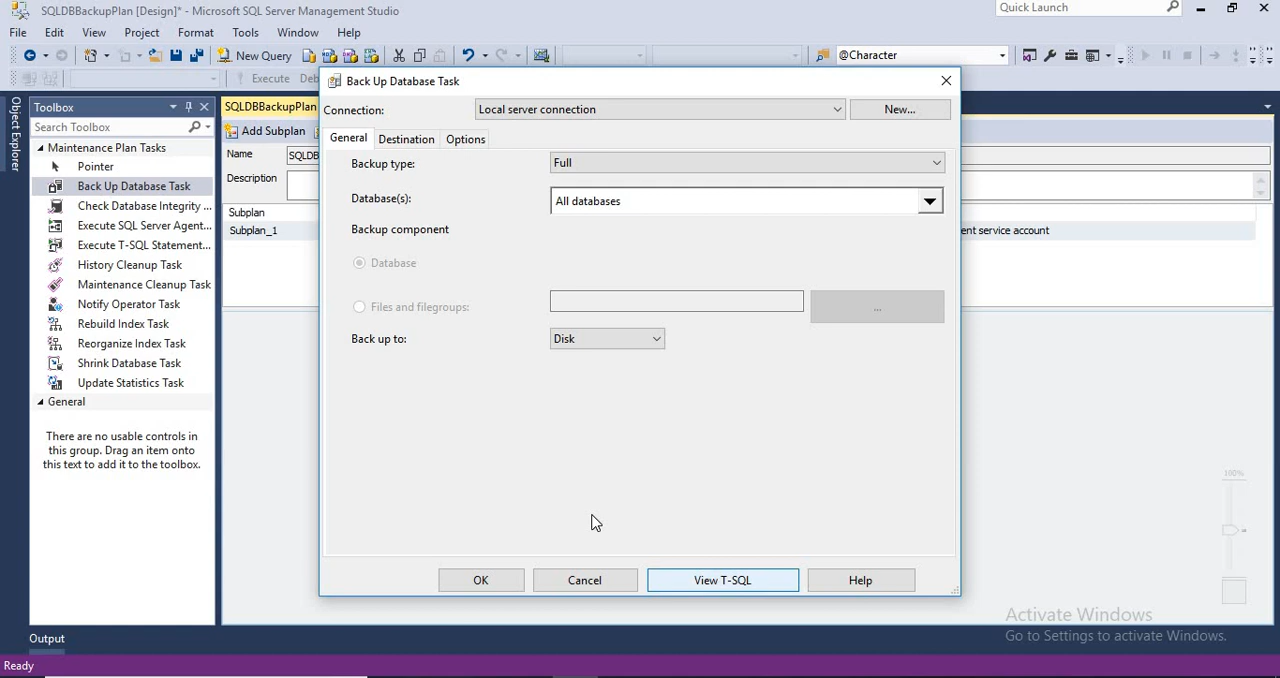 SQLDBBackupPlan [Design]* - Microsoft SQL Server Management Studio
Quick Launch
File Edit View Project Format Tools Window Help
New Query
@Character
Execute Deb
Object Explorer
Toolbox
Search Toolbox
Maintenance Plan Tasks
Pointer
Back Up Database Task
Check Database Integrity ...
Execute SQL Server Agent...
Execute T-SQL Statement...
History Cleanup Task
Maintenance Cleanup Task
Notify Operator Task
Rebuild Index Task
Reorganize Index Task
Shrink Database Task
Update Statistics Task
General
There are no usable controls in
this group. Drag an item onto
this text to add it to the toolbox.
SQLDBBackupPlan
Add Subplan
Name SQLDB
Description
Subplan
Subplan_1
ent service account
Back Up Database Task
Connection: Local server connection New...
General Destination Options
Backup type: Full
Database(s): All databases
Backup component
Database
Files and filegroups: ...
Back up to: Disk
OK Cancel View T-SQL Help
100%
Activate Windows
Go to Settings to activate Windows.
Output
Ready